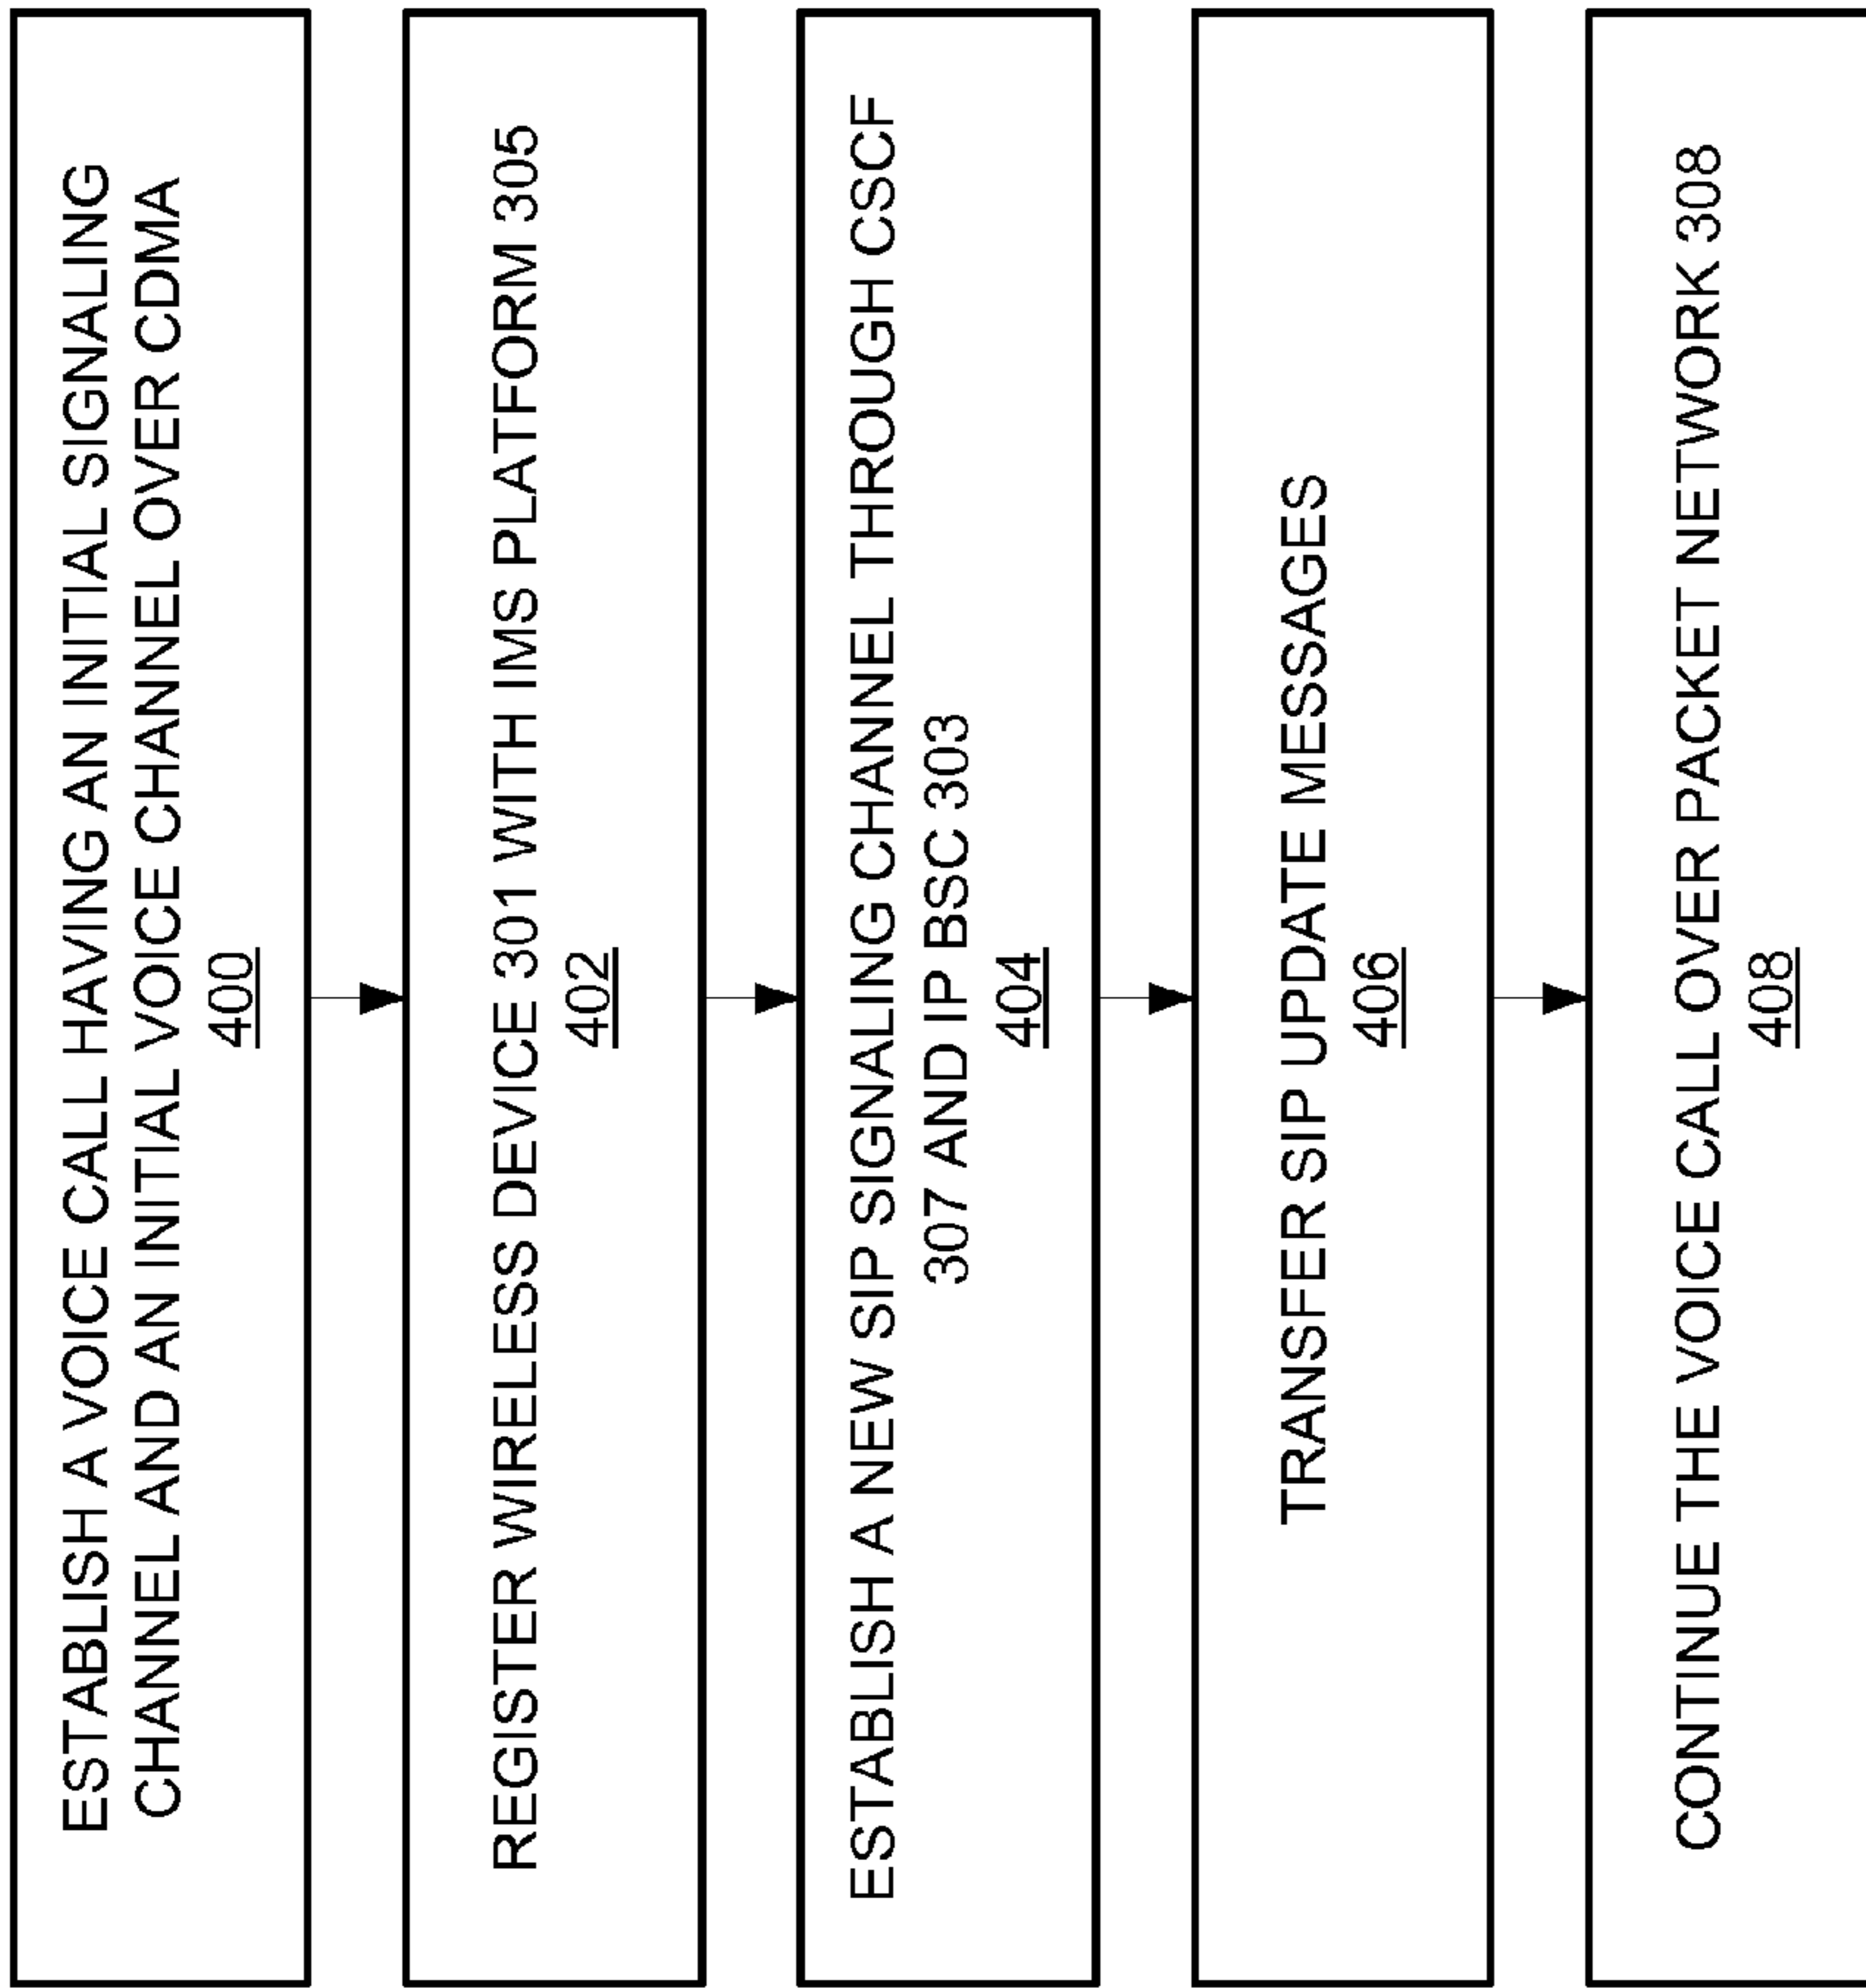 ESTABLISH A VOICE CALL HAVING AN INITIAL SIGNALING
CHANNEL AND AN INITIAL VOICE CHANNEL OVER CDMA
400
REGISTER WIRELESS DEVICE 301 WITH IMS PLATFORM 305
402
ESTABLISH A NEW SIP SIGNALING CHANNEL THROUGH CSCF
307 AND IP BSC 303
404
TRANSFER SIP UPDATE MESSAGES
406
CONTINUE THE VOICE CALL OVER PACKET NETWORK 308
408